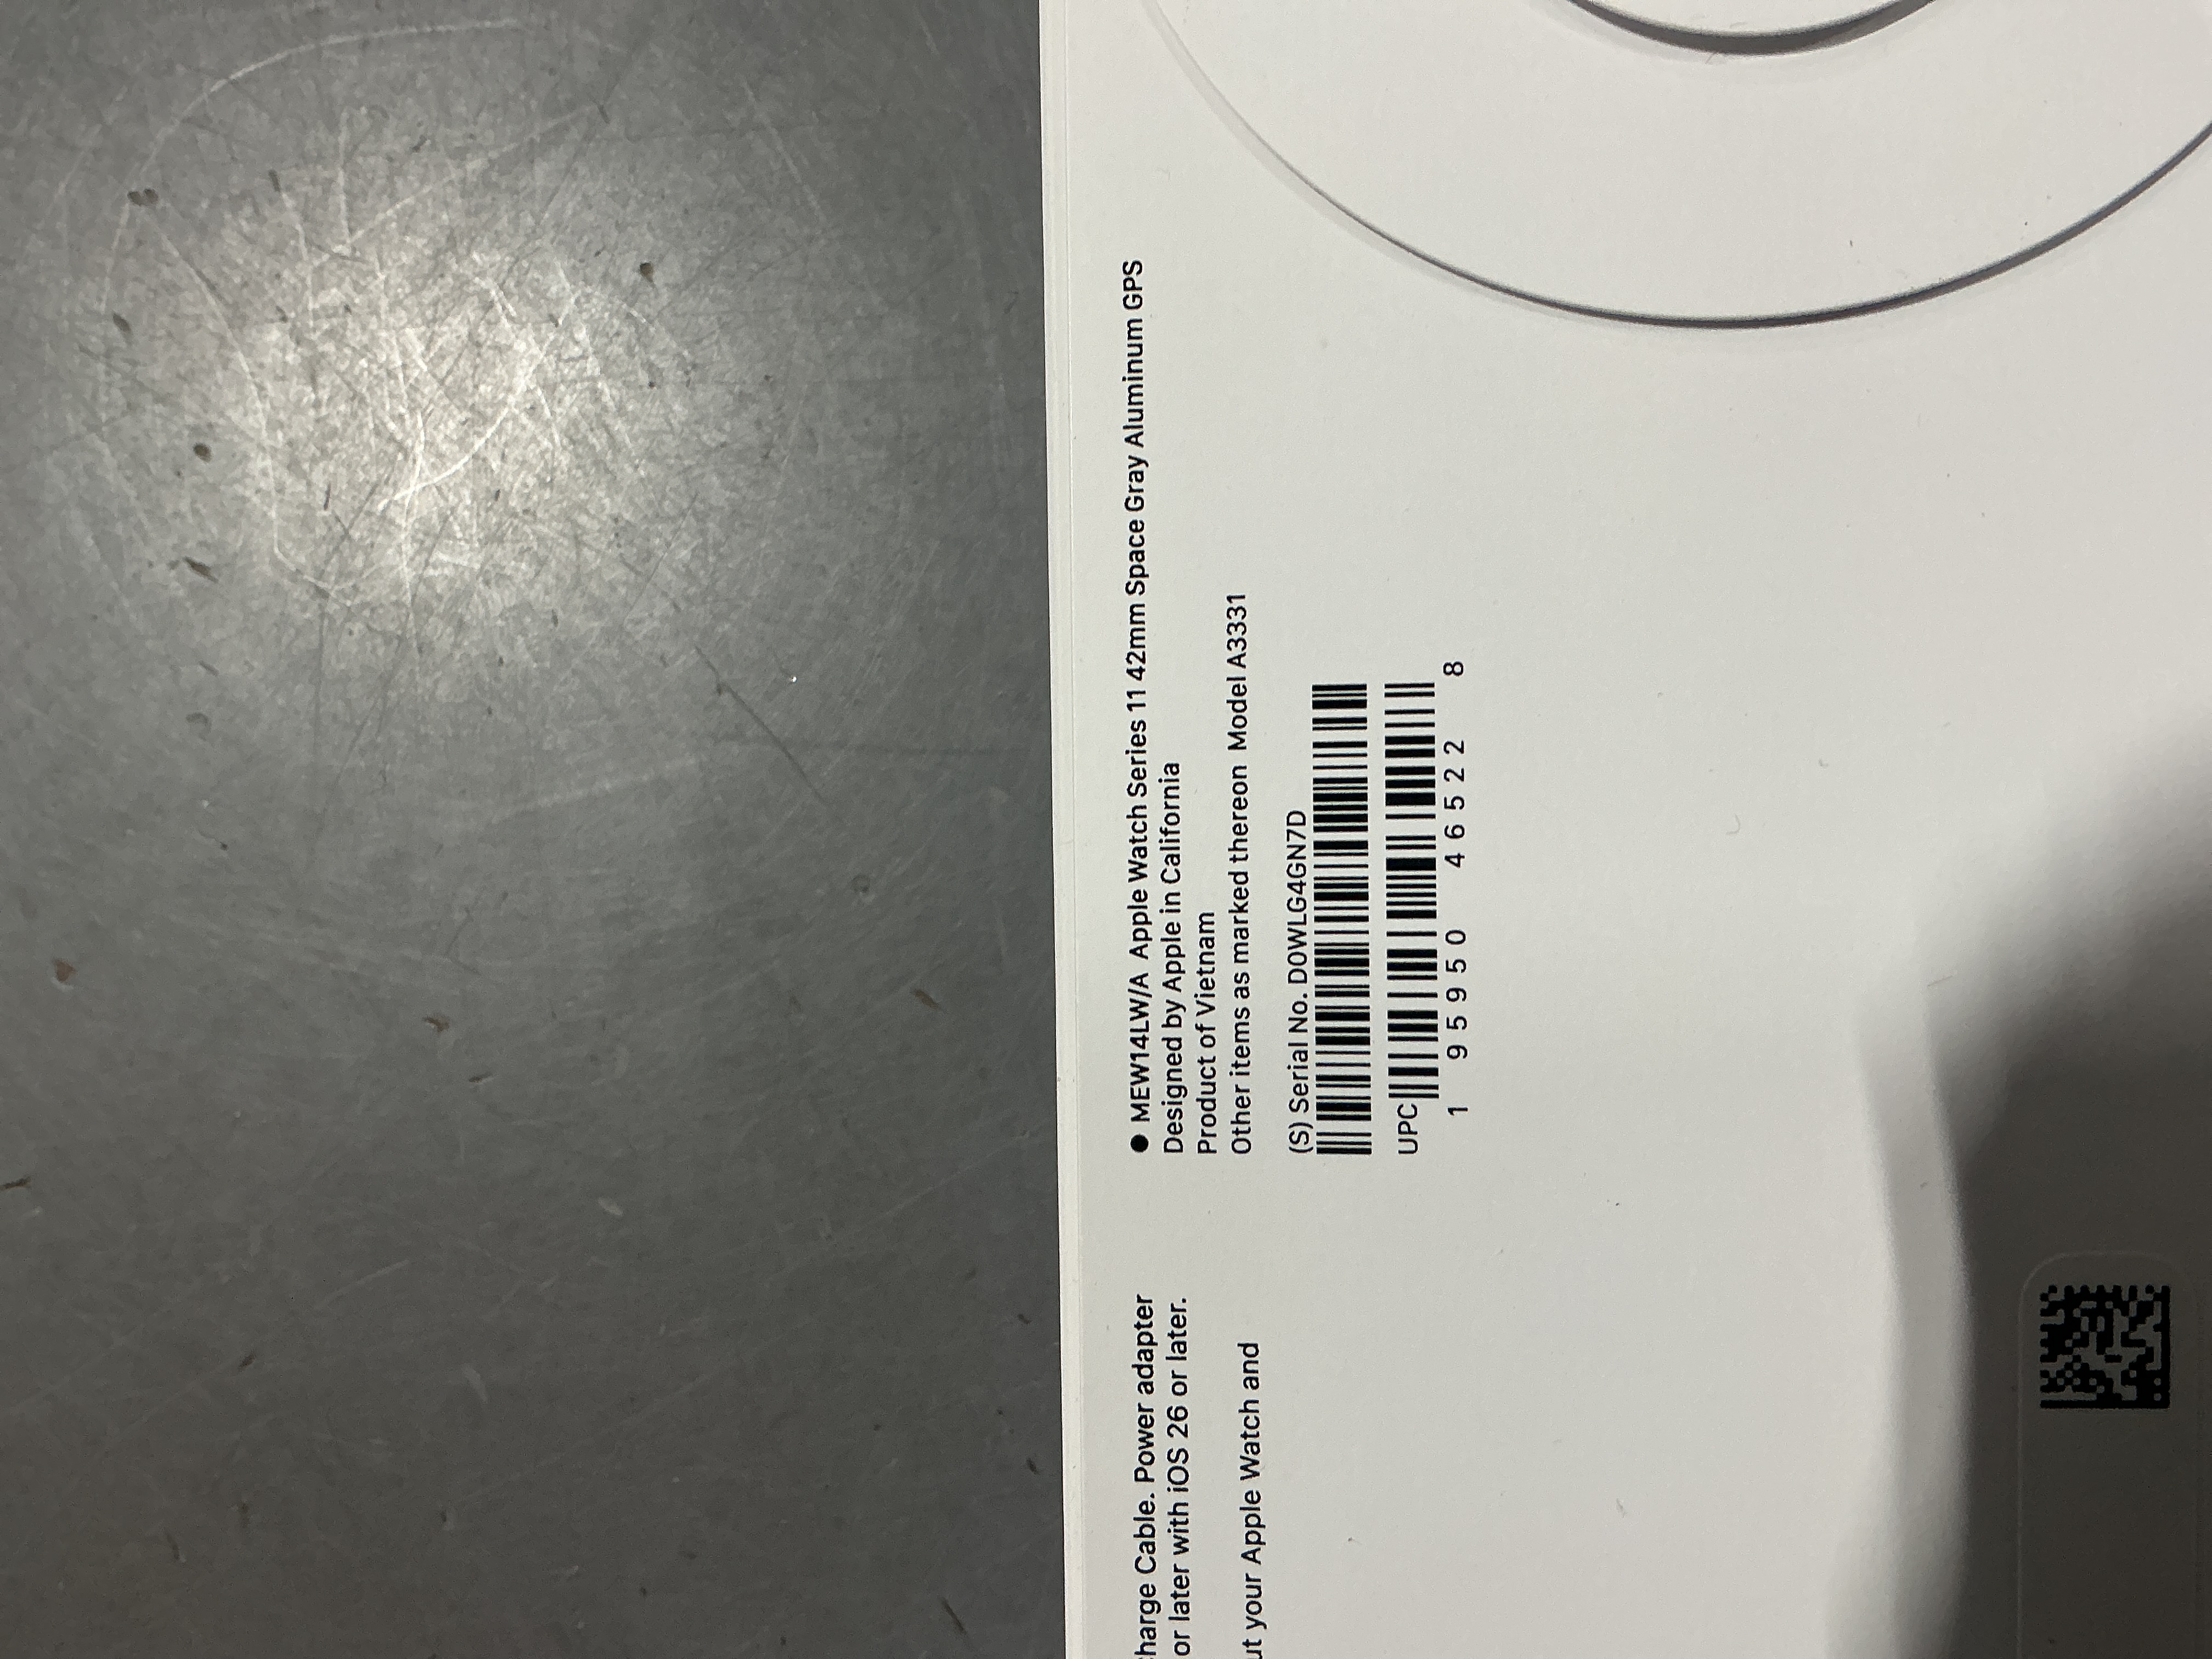 ● MEW14LW/A Apple Watch Series 11 42mm Space Gray Aluminum GPS
Designed by Apple in California
Product of Vietnam
Other items as marked thereon Model A3331
(S) Serial No. D0WLG4GN7D
UPC
1 95950 46522 8
harge Cable. Power adapter
or later with iOS 26 or later.
ut your Apple Watch and